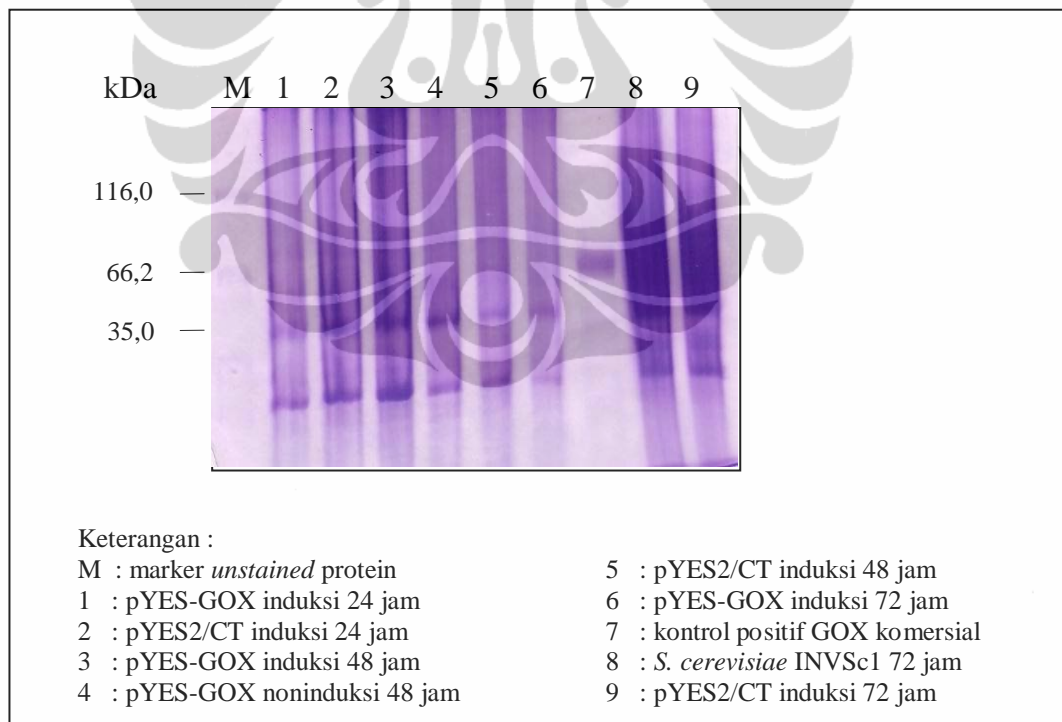 kDa M 1 2 3 4 5 6 7 8 9
116,0
66,2
35,0
Keterangan :
M : marker unstained protein
1 : pYES-GOX induksi 24 jam
2 : pYES2/CT induksi 24 jam
3 : pYES-GOX induksi 48 jam
4 : pYES-GOX noninduksi 48 jam
5 : pYES2/CT induksi 48 jam
6 : pYES-GOX induksi 72 jam
7 : kontrol positif GOX komersial
8 : S. cerevisiae INVSc1 72 jam
9 : pYES2/CT induksi 72 jam